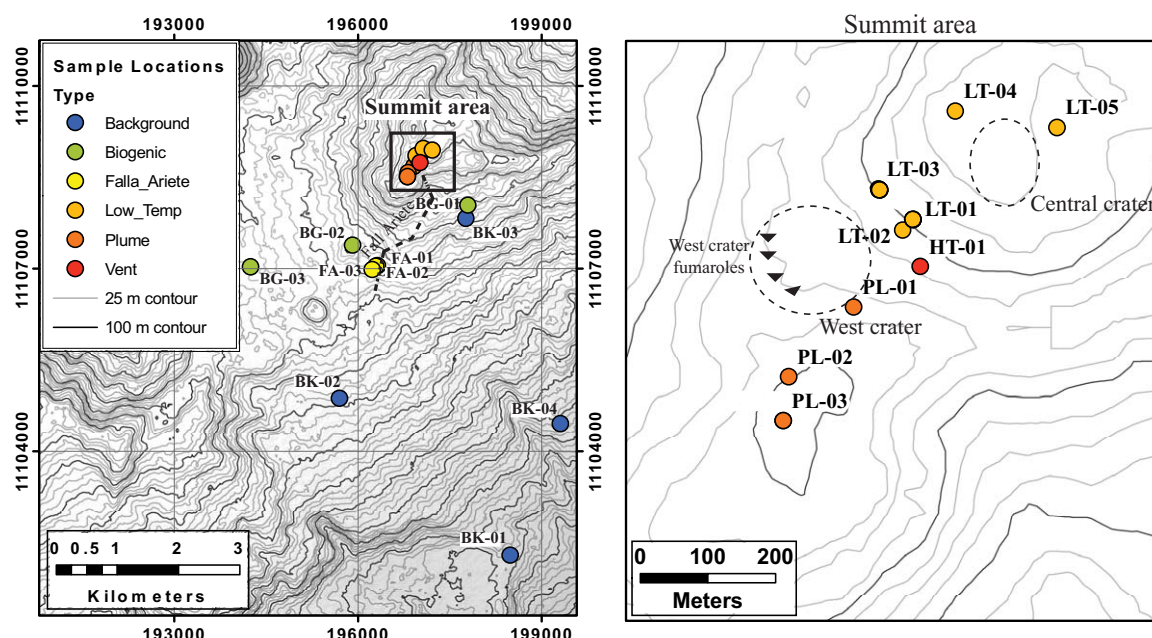 193000
196000
199000
Summit area
Sample Locations
Type
Background
Biogenic
Falla_Ariete
Low_Temp
Plume
Vent
25 m contour
100 m contour
1110000
1107000
1104000
1110000
1107000
1104000
Summit area
BG-01
BK-03
BG-02
FA-01
FA-03
FA-02
BG-03
BK-02
BK-04
BK-01
0 0.5 1 2 3
Kilometers
193000
196000
199000
LT-04
LT-05
LT-03
Central crater
LT-01
LT-02
HT-01
West crater
fumaroles
PL-01
West crater
PL-02
PL-03
0 100 200
Meters